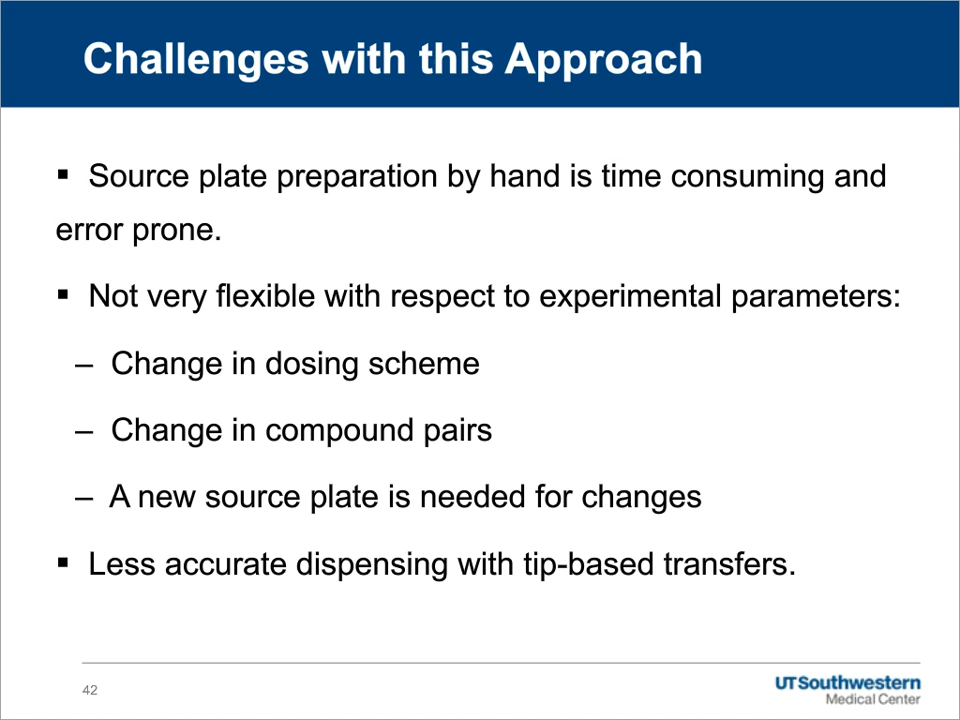 Challenges with this Approach
▪ Source plate preparation by hand is time consuming and
error prone.
▪ Not very flexible with respect to experimental parameters:
– Change in dosing scheme
– Change in compound pairs
– A new source plate is needed for changes
▪ Less accurate dispensing with tip-based transfers.
42
UTSouthwestern
Medical Center